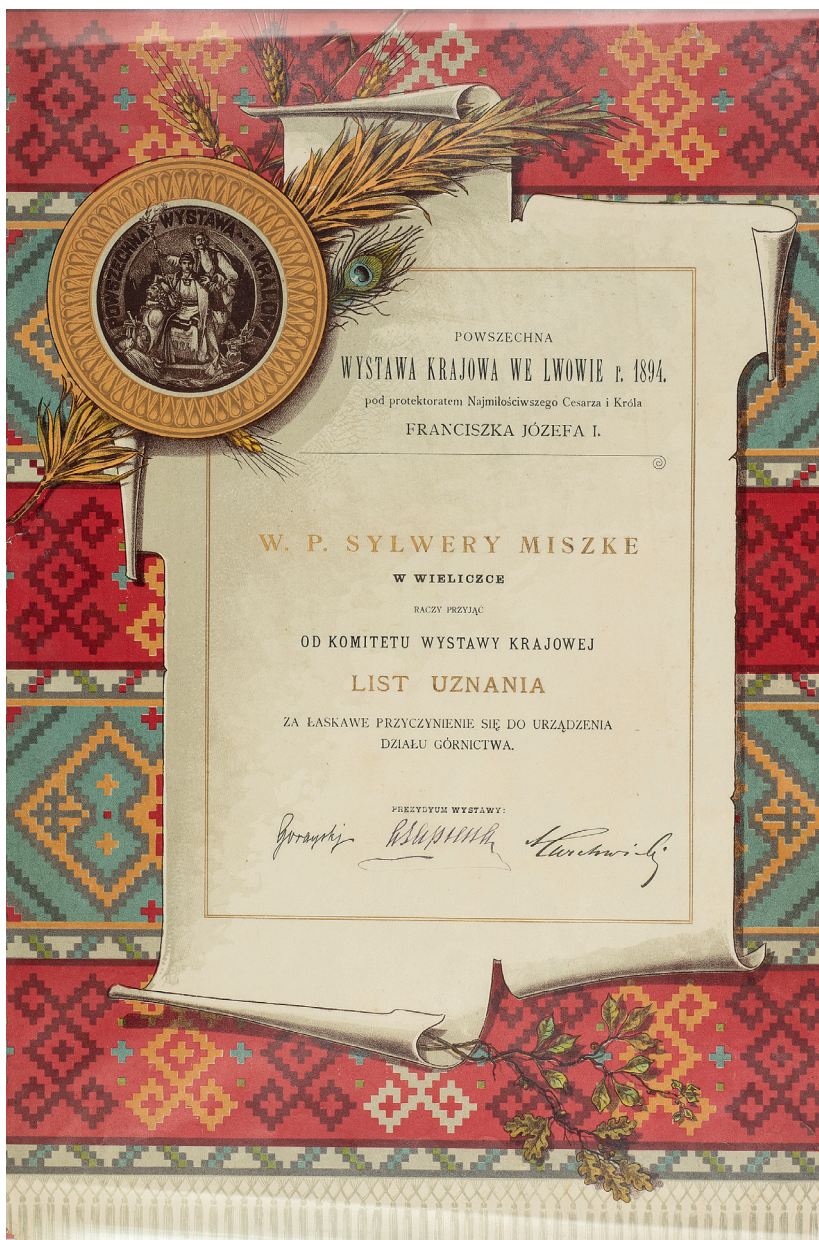 POWSZECHNA WYSTAWA KRAJOWA
POWSZECHNA
WYSTAWA KRAJOWA WE LWOWIE r. 1894.
pod protektoratem Najmiłościwszego Cesarza i Króla
FRANCISZKA JÓZEFA I.
W. P. SYLWERY MISZKE
W WIELICZCE
RACZY PRZYJĄĆ
OD KOMITETU WYSTAWY KRAJOWEJ
LIST UZNANIA
ZA ŁASKAWE PRZYCZYNIENIE SIĘ DO URZĄDZENIA
DZIAŁU GÓRNICTWA.
PREZYDYUM WYSTAWY:
Gorayski